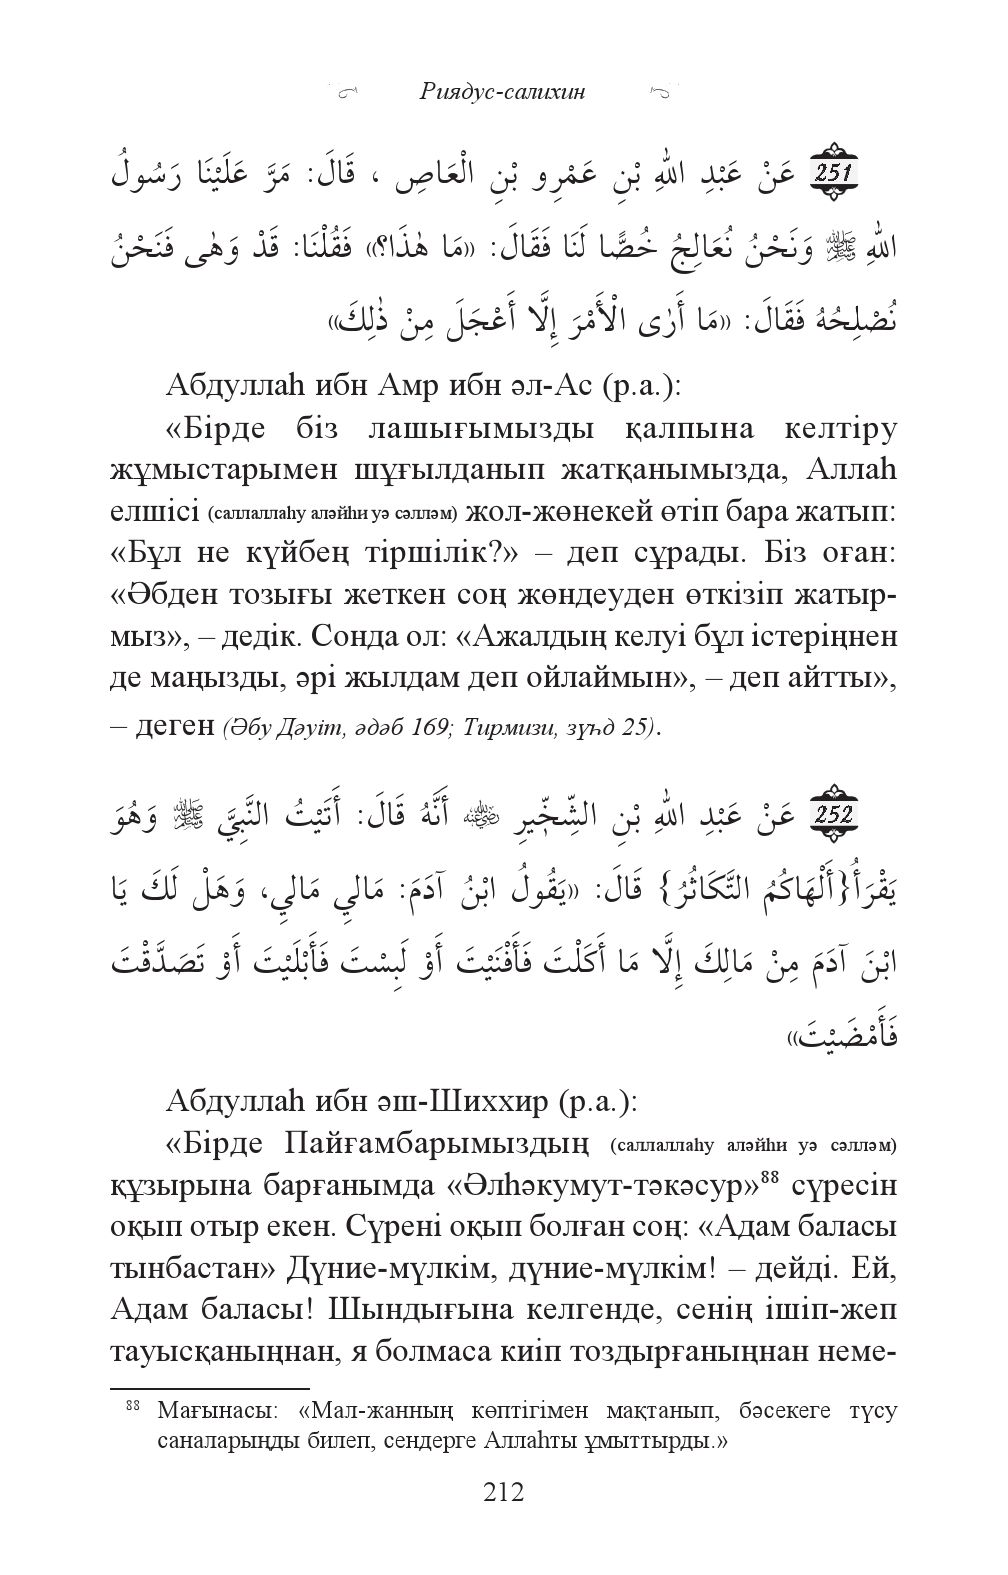 Риядус-салихин
251 عَنْ عَبْدِ اللهِ بْنِ عَمْرِو بْنِ الْعَاصِ ، قَالَ: مَرَّ عَلَيْنَا رَسُولُ
اللهِ ﷺ وَنَحْنُ نُعَالِجُ خُصًّا لَنَا فَقَالَ: «مَا هٰذَا؟» فَقُلْنَا: قَدْ وَهٰى فَنَحْنُ
نُصْلِحُهُ فَقَالَ: «مَا أَرٰى الْأَمْرَ إِلَّا أَعْجَلَ مِنْ ذٰلِكَ»
Абдуллаһ ибн Амр ибн әл-Ас (р.а.):
«Бірде біз лашығымызды қалпына келтіру
жұмыстарымен шұғылданып жатқанымызда, Аллаһ
елшісі (саллаллаһу аләйһи уә сәлләм) жол-жөнекей өтіп бара жатып:
«Бұл не күйбең тіршілік?» – деп сұрады. Біз оған:
«Әбден тозығы жеткен соң жөндеуден өткізіп жатыр-
мыз», – дедік. Сонда ол: «Ажалдың келуі бұл істеріңнен
де маңызды, әрі жылдам деп ойлаймын», – деп айтты»,
– деген (Әбу Дәуіт, әдәб 169; Тирмизи, зүһд 25).
252 عَنْ عَبْدِ اللهِ بْنِ الشِّخِّيرِ رضي الله عنه أَنَّهُ قَالَ: أَتَيْتُ النَّبِيَّ ﷺ وَهُوَ
يَقْرَأُ{أَلْهَاكُمُ التَّكَاثُرُ} قَالَ: «يَقُولُ ابْنُ آدَمَ: مَالِي مَالِي، وَهَلْ لَكَ يَا
ابْنَ آدَمَ مِنْ مَالِكَ إِلَّا مَا أَكَلْتَ فَأَفْنَيْتَ أَوْ لَبِسْتَ فَأَبْلَيْتَ أَوْ تَصَدَّقْتَ
فَأَمْضَيْتَ»
Абдуллаһ ибн әш-Шиххир (р.а.):
«Бірде Пайғамбарымыздың (саллаллаһу аләйһи уә сәлләм)
құзырына барғанымда «Әлһәкумут-тәкәсур»⁸⁸ сүресін
оқып отыр екен. Сүрені оқып болған соң: «Адам баласы
тынбастан» Дүние-мүлкім, дүние-мүлкім! – дейді. Ей,
Адам баласы! Шындығына келгенде, сенің ішіп-жеп
тауысқаныңнан, я болмаса киіп тоздырғаныңнан неме-
⁸⁸ Мағынасы: «Мал-жанның көптігімен мақтанып, бәсекеге түсу
саналарыңды билеп, сендерге Аллаһты ұмыттырды.»
212